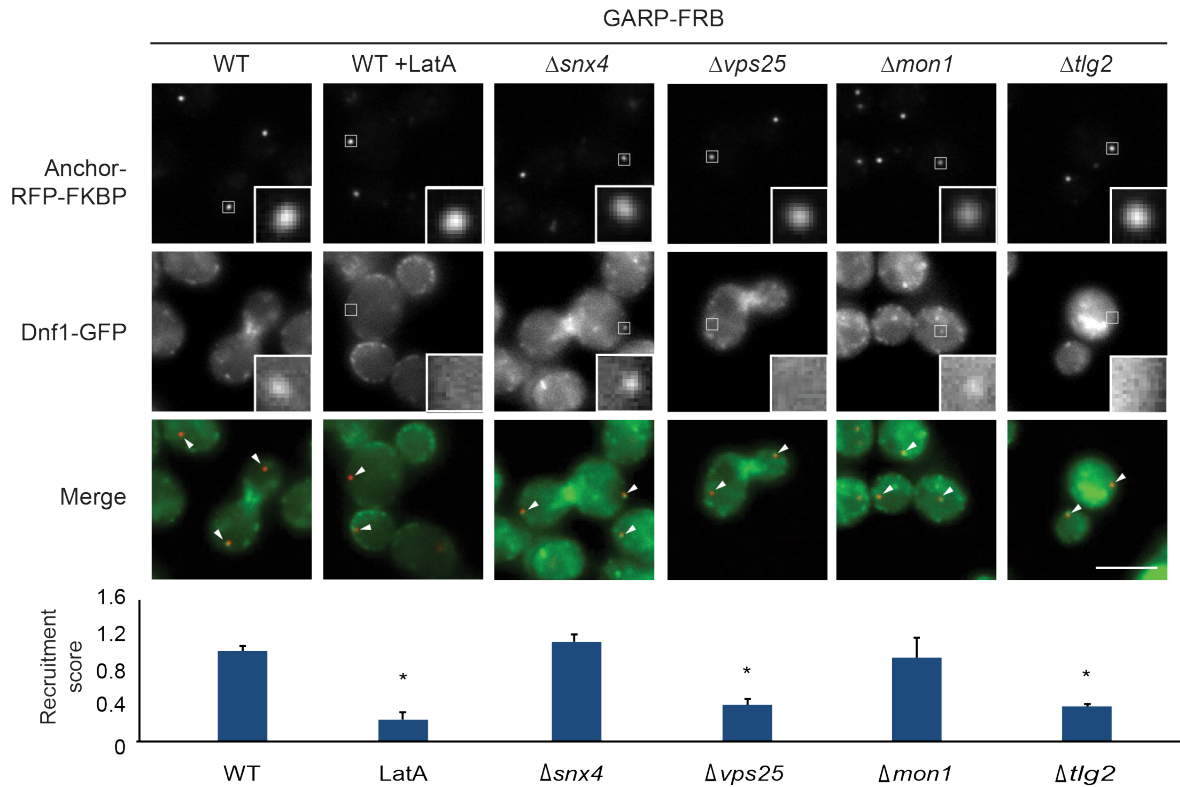 GARP-FRB
WT WT +LatA Δsnx4 Δvps25 Δmon1 Δtlg2
Anchor-
RFP-FKBP
Dnf1-GFP
Merge
Recruitment
score
1.6
1.2
0.8
0.4
0
* * *
WT LatA Δsnx4 Δvps25 Δmon1 Δtlg2